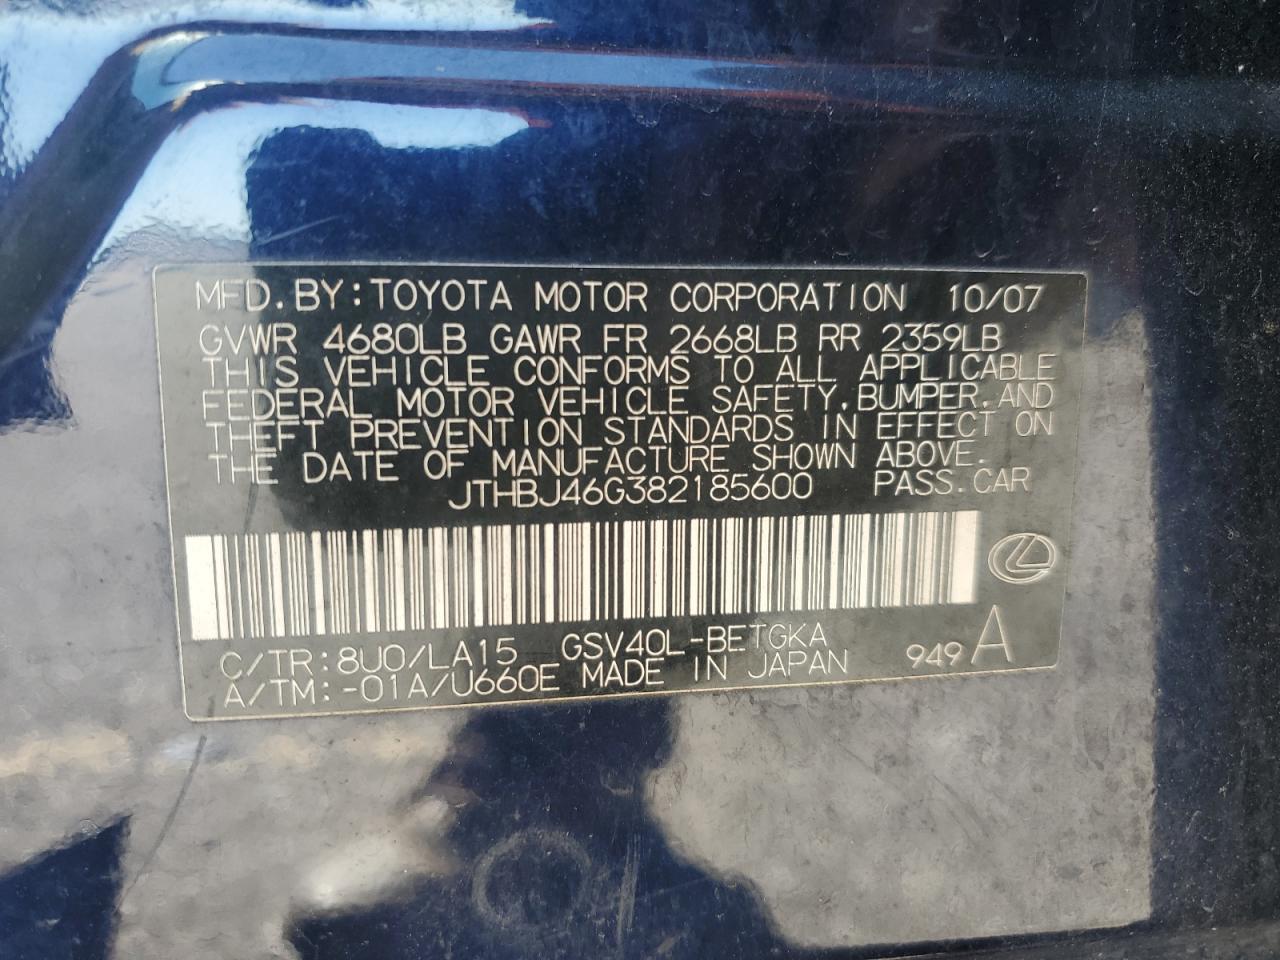 MFD.BY:TOYOTA MOTOR CORPORATION 10/07
GVWR 4680LB GAWR FR 2668LB RR 2359LB
THIS VEHICLE CONFORMS TO ALL APPLICABLE
FEDERAL MOTOR VEHICLE SAFETY,BUMPER,AND
THEFT PREVENTION STANDARDS IN EFFECT ON
THE DATE OF MANUFACTURE SHOWN ABOVE.
JTHBJ46G382185600 PASS.CAR
C/TR:8U0/LA15 GSV40L-BETGKA
A/TM:-01A/U660E MADE IN JAPAN 949 A